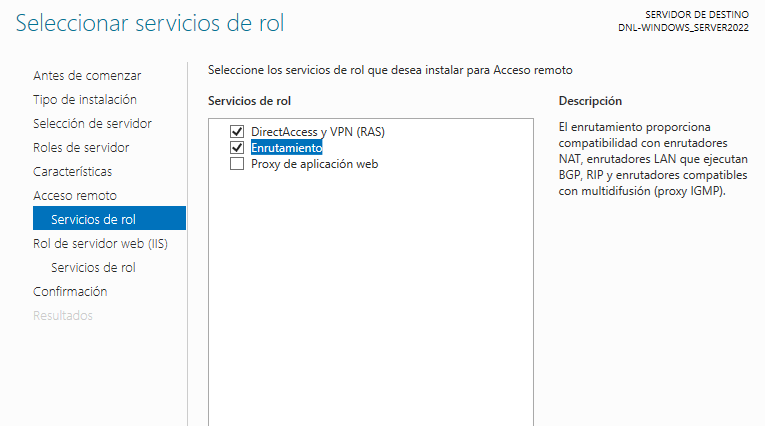 Seleccionar servicios de rol
SERVIDOR DE DESTINO
DNL-WINDOWS_SERVER2022
Antes de comenzar
Tipo de instalación
Selección de servidor
Roles de servidor
Características
Acceso remoto
Servicios de rol
Rol de servidor web (IIS)
Servicios de rol
Confirmación
Resultados
Seleccione los servicios de rol que desea instalar para Acceso remoto
Servicios de rol
DirectAccess y VPN (RAS)
Enrutamiento
Proxy de aplicación web
Descripción
El enrutamiento proporciona
compatibilidad con enrutadores
NAT, enrutadores LAN que ejecutan
BGP, RIP y enrutadores compatibles
con multidifusión (proxy IGMP).